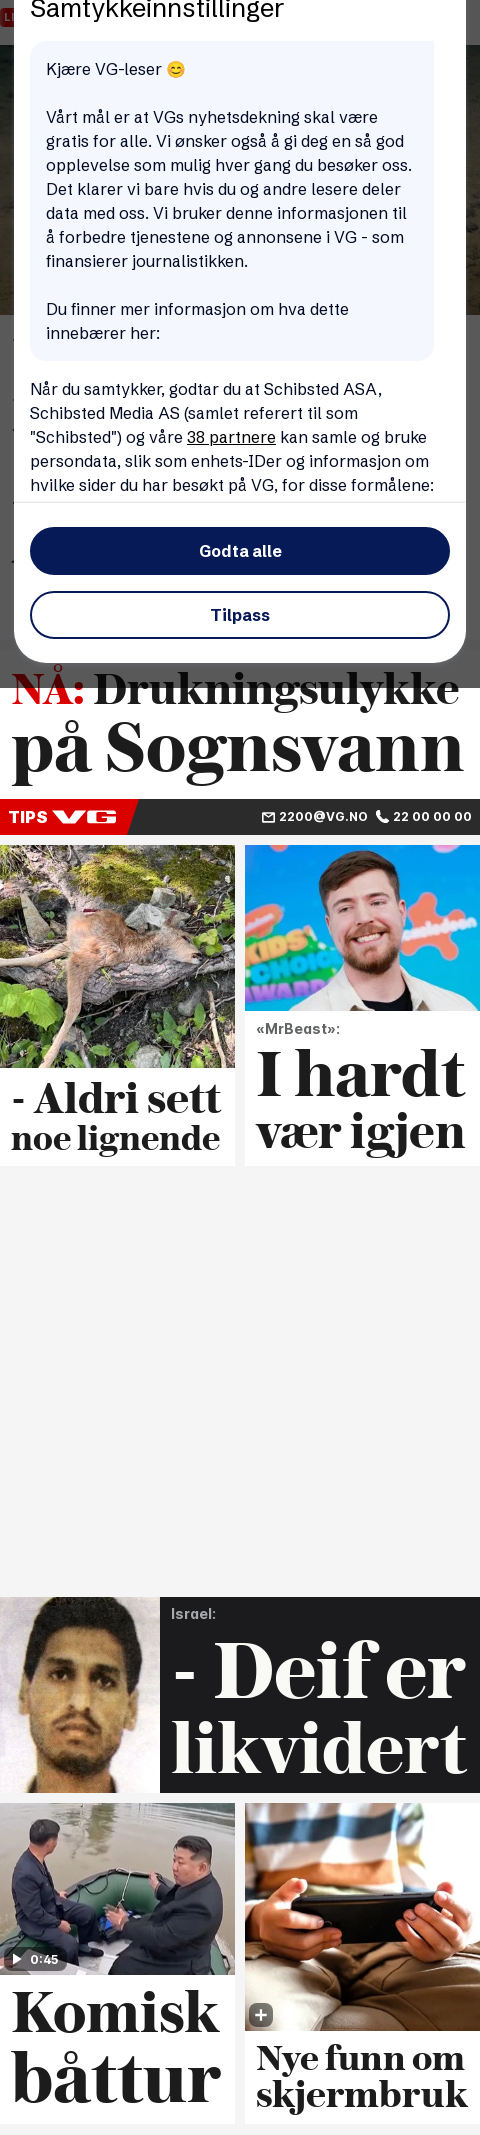 Samtykkeinnstillinger
Kjære VG-leser 😊
Vårt mål er at VGs nyhetsdekning skal være
gratis for alle. Vi ønsker også å gi deg en så god
opplevelse som mulig hver gang du besøker oss.
Det klarer vi bare hvis du og andre lesere deler
data med oss. Vi bruker denne informasjonen til
å forbedre tjenestene og annonsene i VG - som
finansierer journalistikken.
Du finner mer informasjon om hva dette
innebærer her:
Når du samtykker, godtar du at Schibsted ASA,
Schibsted Media AS (samlet referert til som
"Schibsted") og våre 38 partnere kan samle og bruke
persondata, slik som enhets-IDer og informasjon om
hvilke sider du har besøkt på VG, for disse formålene:
Godta alle
Tilpass
NÅ: Drukningsulykke
på Sognsvann
TIPS VG 2200@VG.NO 22 00 00 00
- Aldri sett
noe lignende
«MrBeast»:
I hardt
vær igjen
Israel:
- Deif er
likvidert
0:45
Komisk
båttur
Nye funn om
skjermbruk